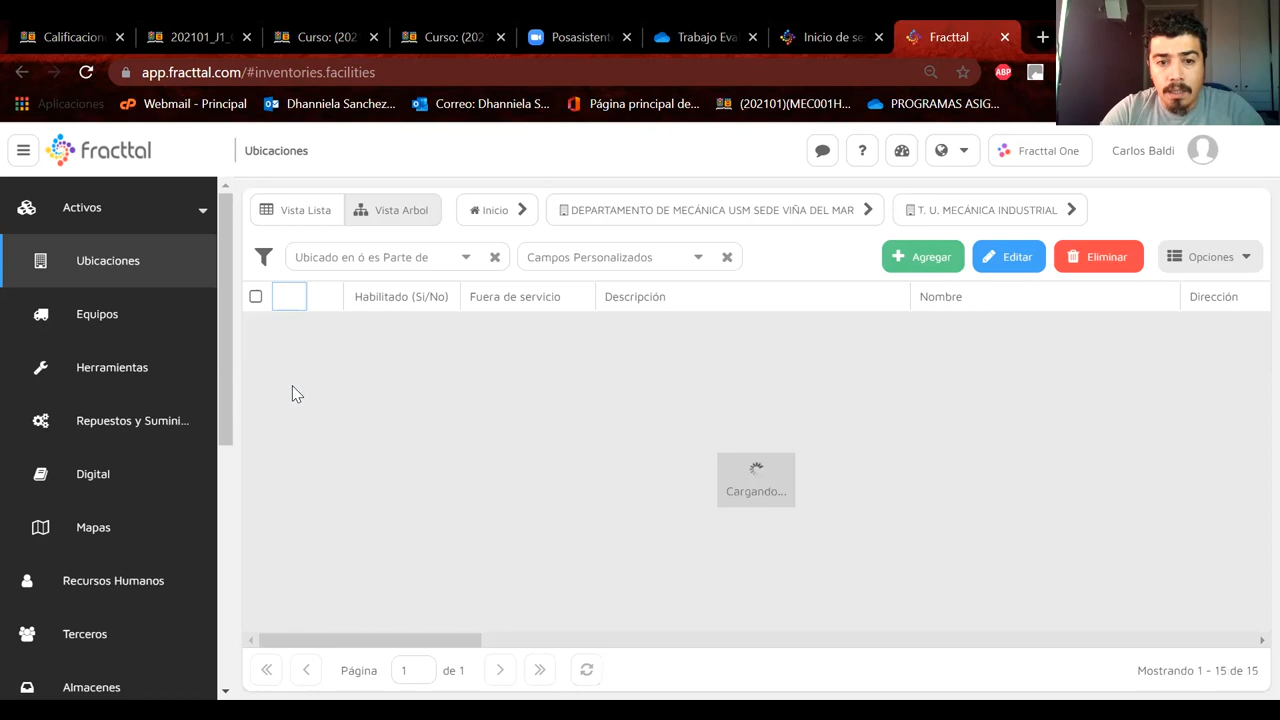 Calificacion
202101_J1_
Curso: (202
Curso: (202
Posasistente
Trabajo Eva
Inicio de se
Fracttal
app.fracttal.com/#inventories.facilities
ABP
Aplicaciones
Webmail - Principal
Dhanniela Sanchez...
Correo: Dhanniela S...
Página principal de...
(202101)(MEC001H...
PROGRAMAS ASIG...
fracttal
Ubicaciones
?
Fracttal One
Carlos Baldi
Activos
Ubicaciones
Equipos
Herramientas
Repuestos y Sumini...
Digital
Mapas
Recursos Humanos
Terceros
Almacenes
Vista Lista
Vista Arbol
Inicio
DEPARTAMENTO DE MECÁNICA USM SEDE VIÑA DEL MAR
T. U. MECÁNICA INDUSTRIAL
Ubicado en ó es Parte de
Campos Personalizados
Agregar
Editar
Eliminar
Opciones
Habilitado (Si/No)
Fuera de servicio
Descripción
Nombre
Dirección
Cargando...
Página
1
de 1
Mostrando 1 - 15 de 15